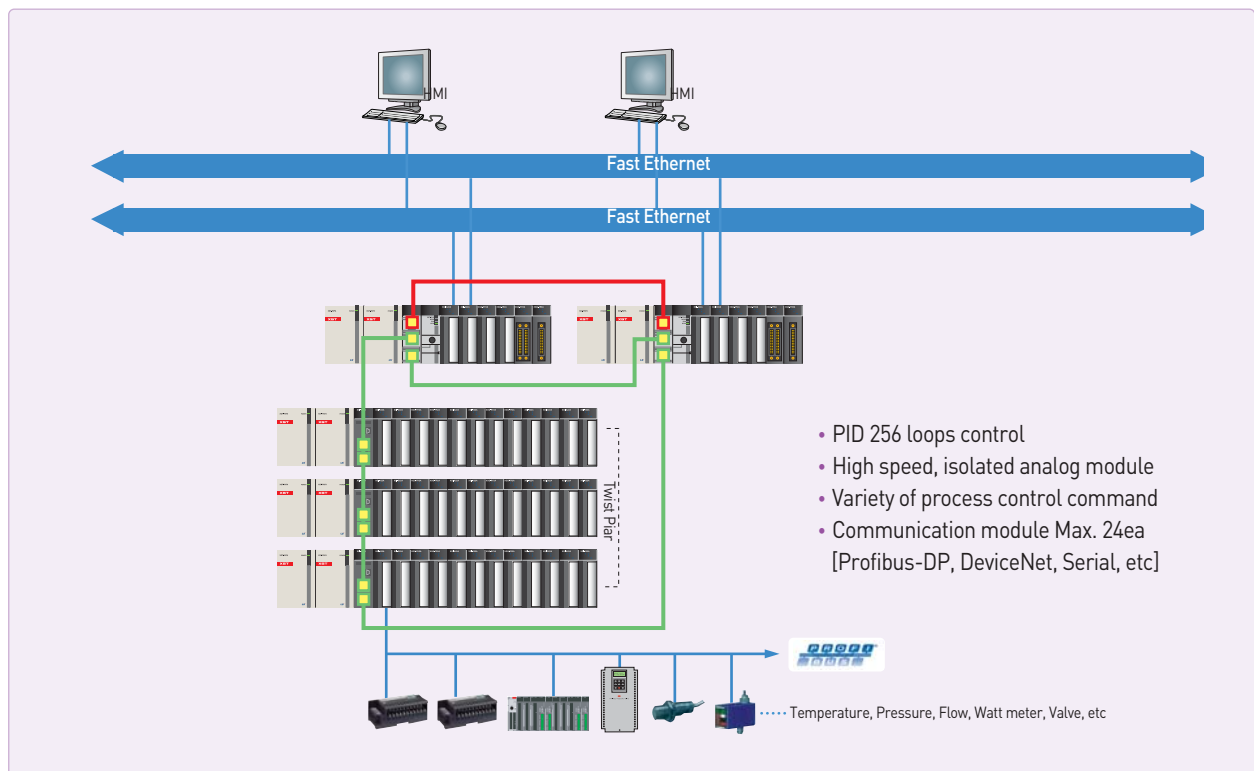 HMI
HMI
Fast Ethernet
Fast Ethernet
Twist Piar
• PID 256 loops control
• High speed, isolated analog module
• Variety of process control command
• Communication module Max. 24ea
[Profibus-DP, DeviceNet, Serial, etc]
PROFI
BUS
Temperature, Pressure, Flow, Watt meter, Valve, etc